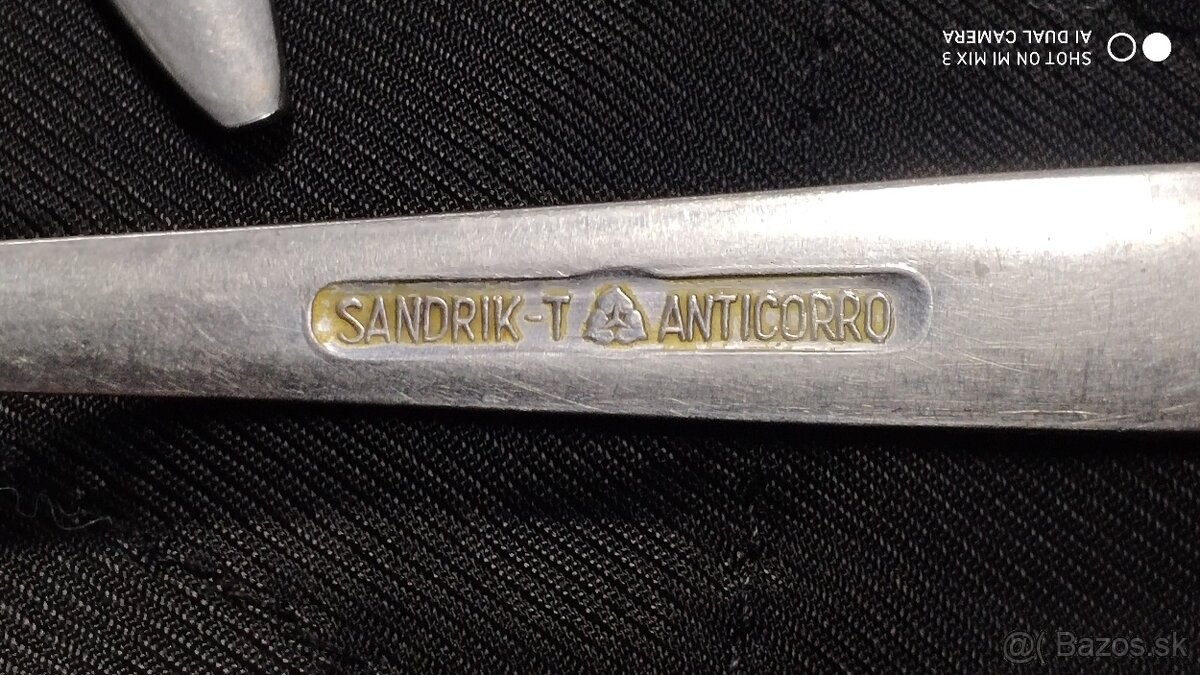 SHOT ON MI MIX 3
AI DUAL CAMERA
SANDRIK-T ANTICORRO
@( Bazos.sk